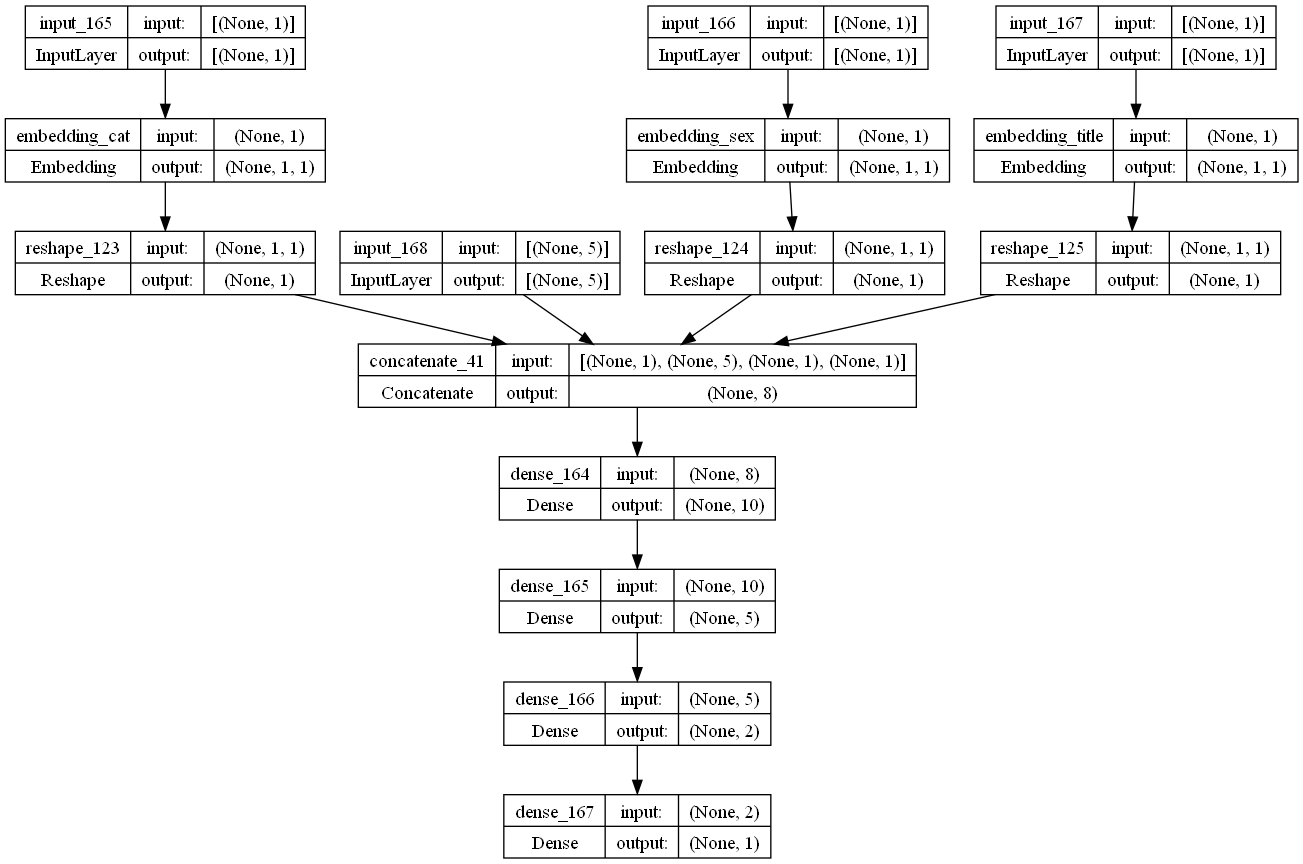 input_165 input: [(None, 1)]
InputLayer output: [(None, 1)]
input_166 input: [(None, 1)]
InputLayer output: [(None, 1)]
input_167 input: [(None, 1)]
InputLayer output: [(None, 1)]
embedding_cat input: (None, 1)
Embedding output: (None, 1, 1)
embedding_sex input: (None, 1)
Embedding output: (None, 1, 1)
embedding_title input: (None, 1)
Embedding output: (None, 1, 1)
reshape_123 input: (None, 1, 1)
Reshape output: (None, 1)
input_168 input: [(None, 5)]
InputLayer output: [(None, 5)]
reshape_124 input: (None, 1, 1)
Reshape output: (None, 1)
reshape_125 input: (None, 1, 1)
Reshape output: (None, 1)
concatenate_41 input: [(None, 1), (None, 5), (None, 1), (None, 1)]
Concatenate output: (None, 8)
dense_164 input: (None, 8)
Dense output: (None, 10)
dense_165 input: (None, 10)
Dense output: (None, 5)
dense_166 input: (None, 5)
Dense output: (None, 2)
dense_167 input: (None, 2)
Dense output: (None, 1)